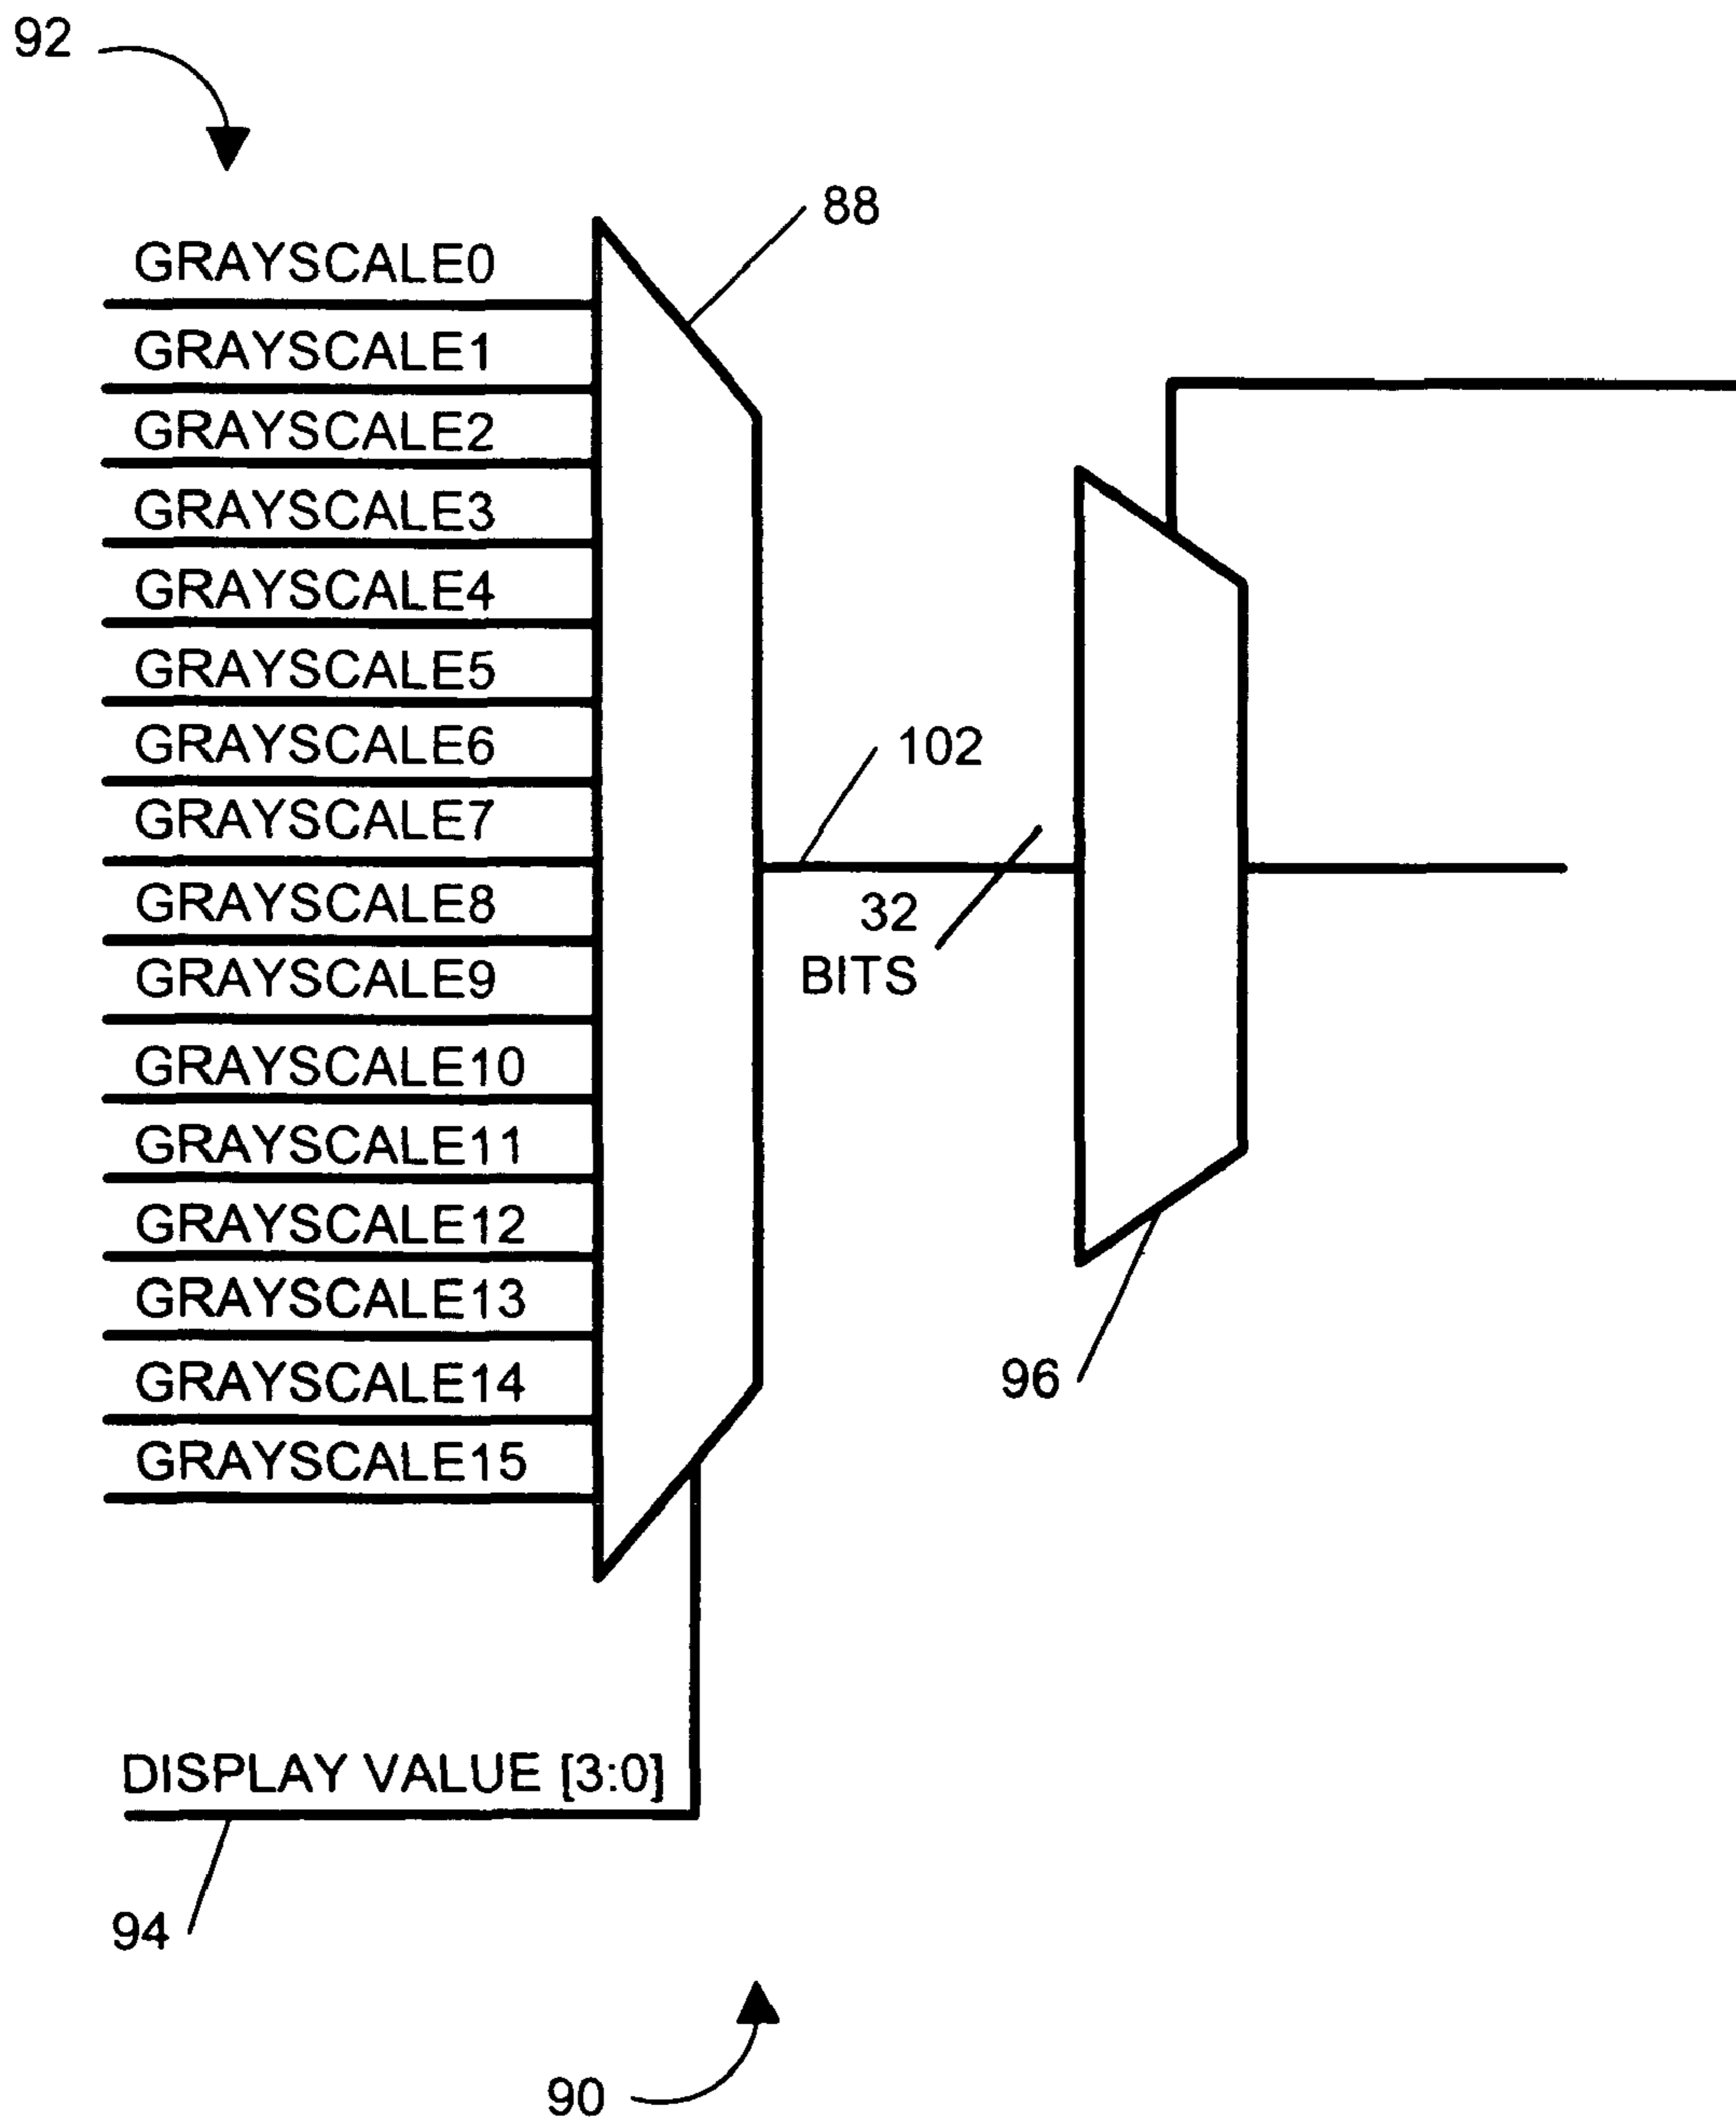 92
88
GRAYSCALE0
GRAYSCALE1
GRAYSCALE2
GRAYSCALE3
GRAYSCALE4
GRAYSCALE5
GRAYSCALE6
GRAYSCALE7
GRAYSCALE8
GRAYSCALE9
GRAYSCALE10
GRAYSCALE11
GRAYSCALE12
GRAYSCALE13
GRAYSCALE14
GRAYSCALE15
102
32
BITS
96
DISPLAY VALUE [3:0]
94
90